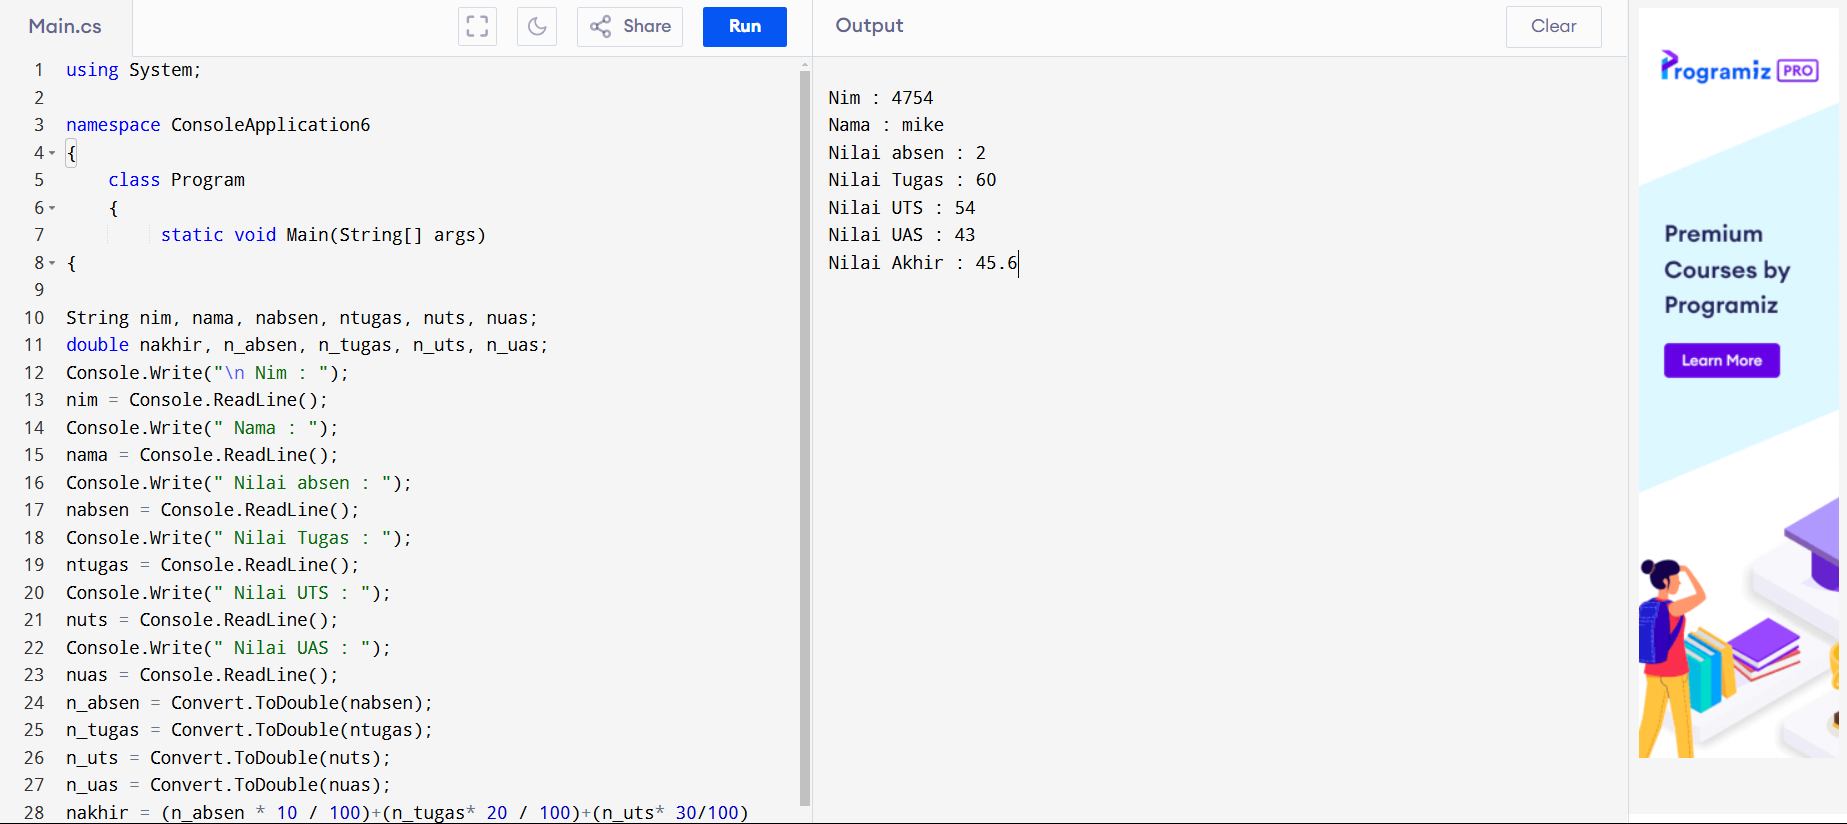 Main.cs
Share
Run
Output
Clear
1 using System;
2
3 namespace ConsoleApplication6
4 {
5 class Program
6 {
7 static void Main(String[] args)
8 {
9
10 String nim, nama, nabsen, ntugas, nuts, nuas;
11 double nakhir, n_absen, n_tugas, n_uts, n_uas;
12 Console.Write("\n Nim : ");
13 nim = Console.ReadLine();
14 Console.Write(" Nama : ");
15 nama = Console.ReadLine();
16 Console.Write(" Nilai absen : ");
17 nabsen = Console.ReadLine();
18 Console.Write(" Nilai Tugas : ");
19 ntugas = Console.ReadLine();
20 Console.Write(" Nilai UTS : ");
21 nuts = Console.ReadLine();
22 Console.Write(" Nilai UAS : ");
23 nuas = Console.ReadLine();
24 n_absen = Convert.ToDouble(nabsen);
25 n_tugas = Convert.ToDouble(ntugas);
26 n_uts = Convert.ToDouble(nuts);
27 n_uas = Convert.ToDouble(nuas);
28 nakhir = (n_absen * 10 / 100)+(n_tugas* 20 / 100)+(n_uts* 30/100)
Nim : 4754
Nama : mike
Nilai absen : 2
Nilai Tugas : 60
Nilai UTS : 54
Nilai UAS : 43
Nilai Akhir : 45.6
Programiz PRO
Premium
Courses by
Programiz
Learn More